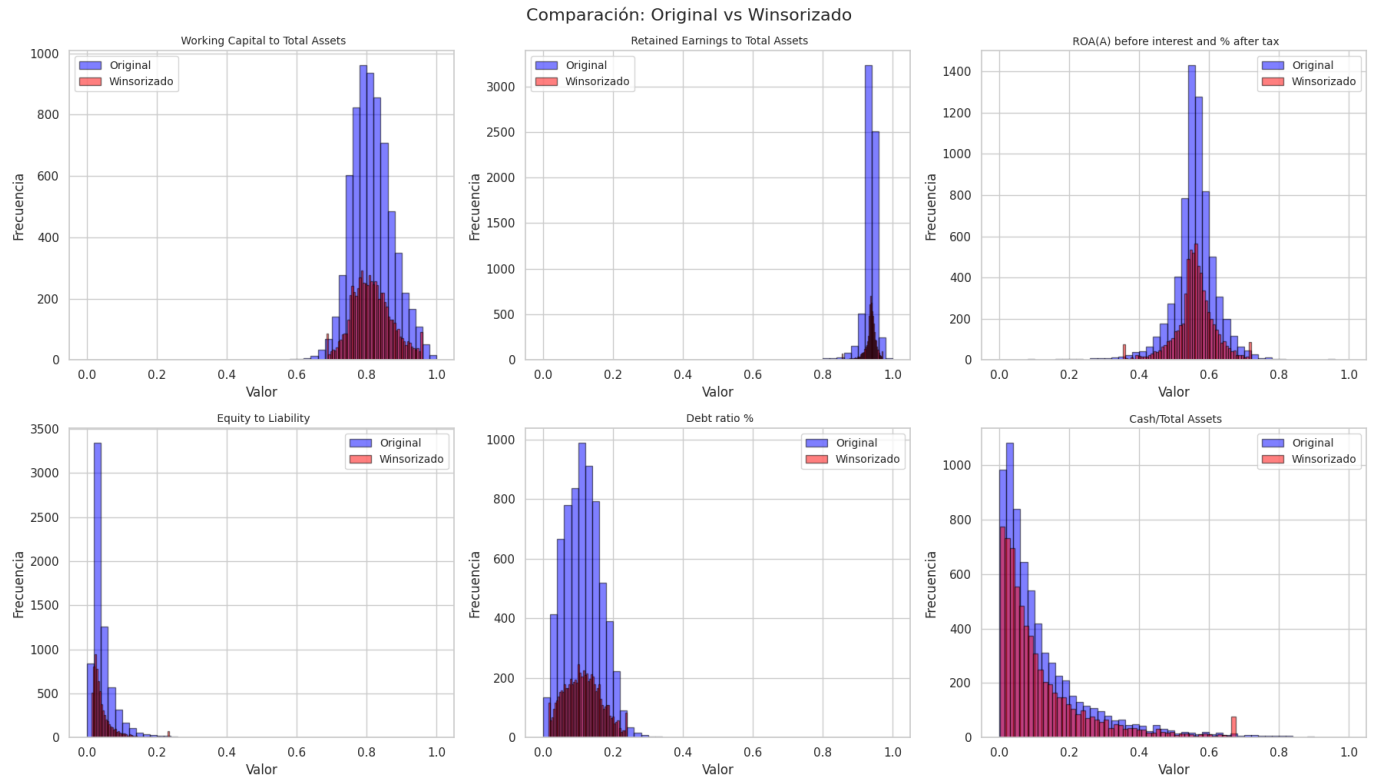 Comparación: Original vs Winsorizado
Working Capital to Total Assets
Original
Winsorizado
Frecuencia
1000
800
600
400
200
0
0.0 0.2 0.4 0.6 0.8 1.0
Valor
Retained Earnings to Total Assets
Original
Winsorizado
Frecuencia
3000
2500
2000
1500
1000
500
0
0.0 0.2 0.4 0.6 0.8 1.0
Valor
ROA(A) before interest and % after tax
Original
Winsorizado
Frecuencia
1400
1200
1000
800
600
400
200
0
0.0 0.2 0.4 0.6 0.8 1.0
Valor
Equity to Liability
Original
Winsorizado
Frecuencia
3500
3000
2500
2000
1500
1000
500
0
0.0 0.2 0.4 0.6 0.8 1.0
Valor
Debt ratio %
Original
Winsorizado
Frecuencia
1000
800
600
400
200
0
0.0 0.2 0.4 0.6 0.8 1.0
Valor
Cash/Total Assets
Original
Winsorizado
Frecuencia
1000
800
600
400
200
0
0.0 0.2 0.4 0.6 0.8 1.0
Valor